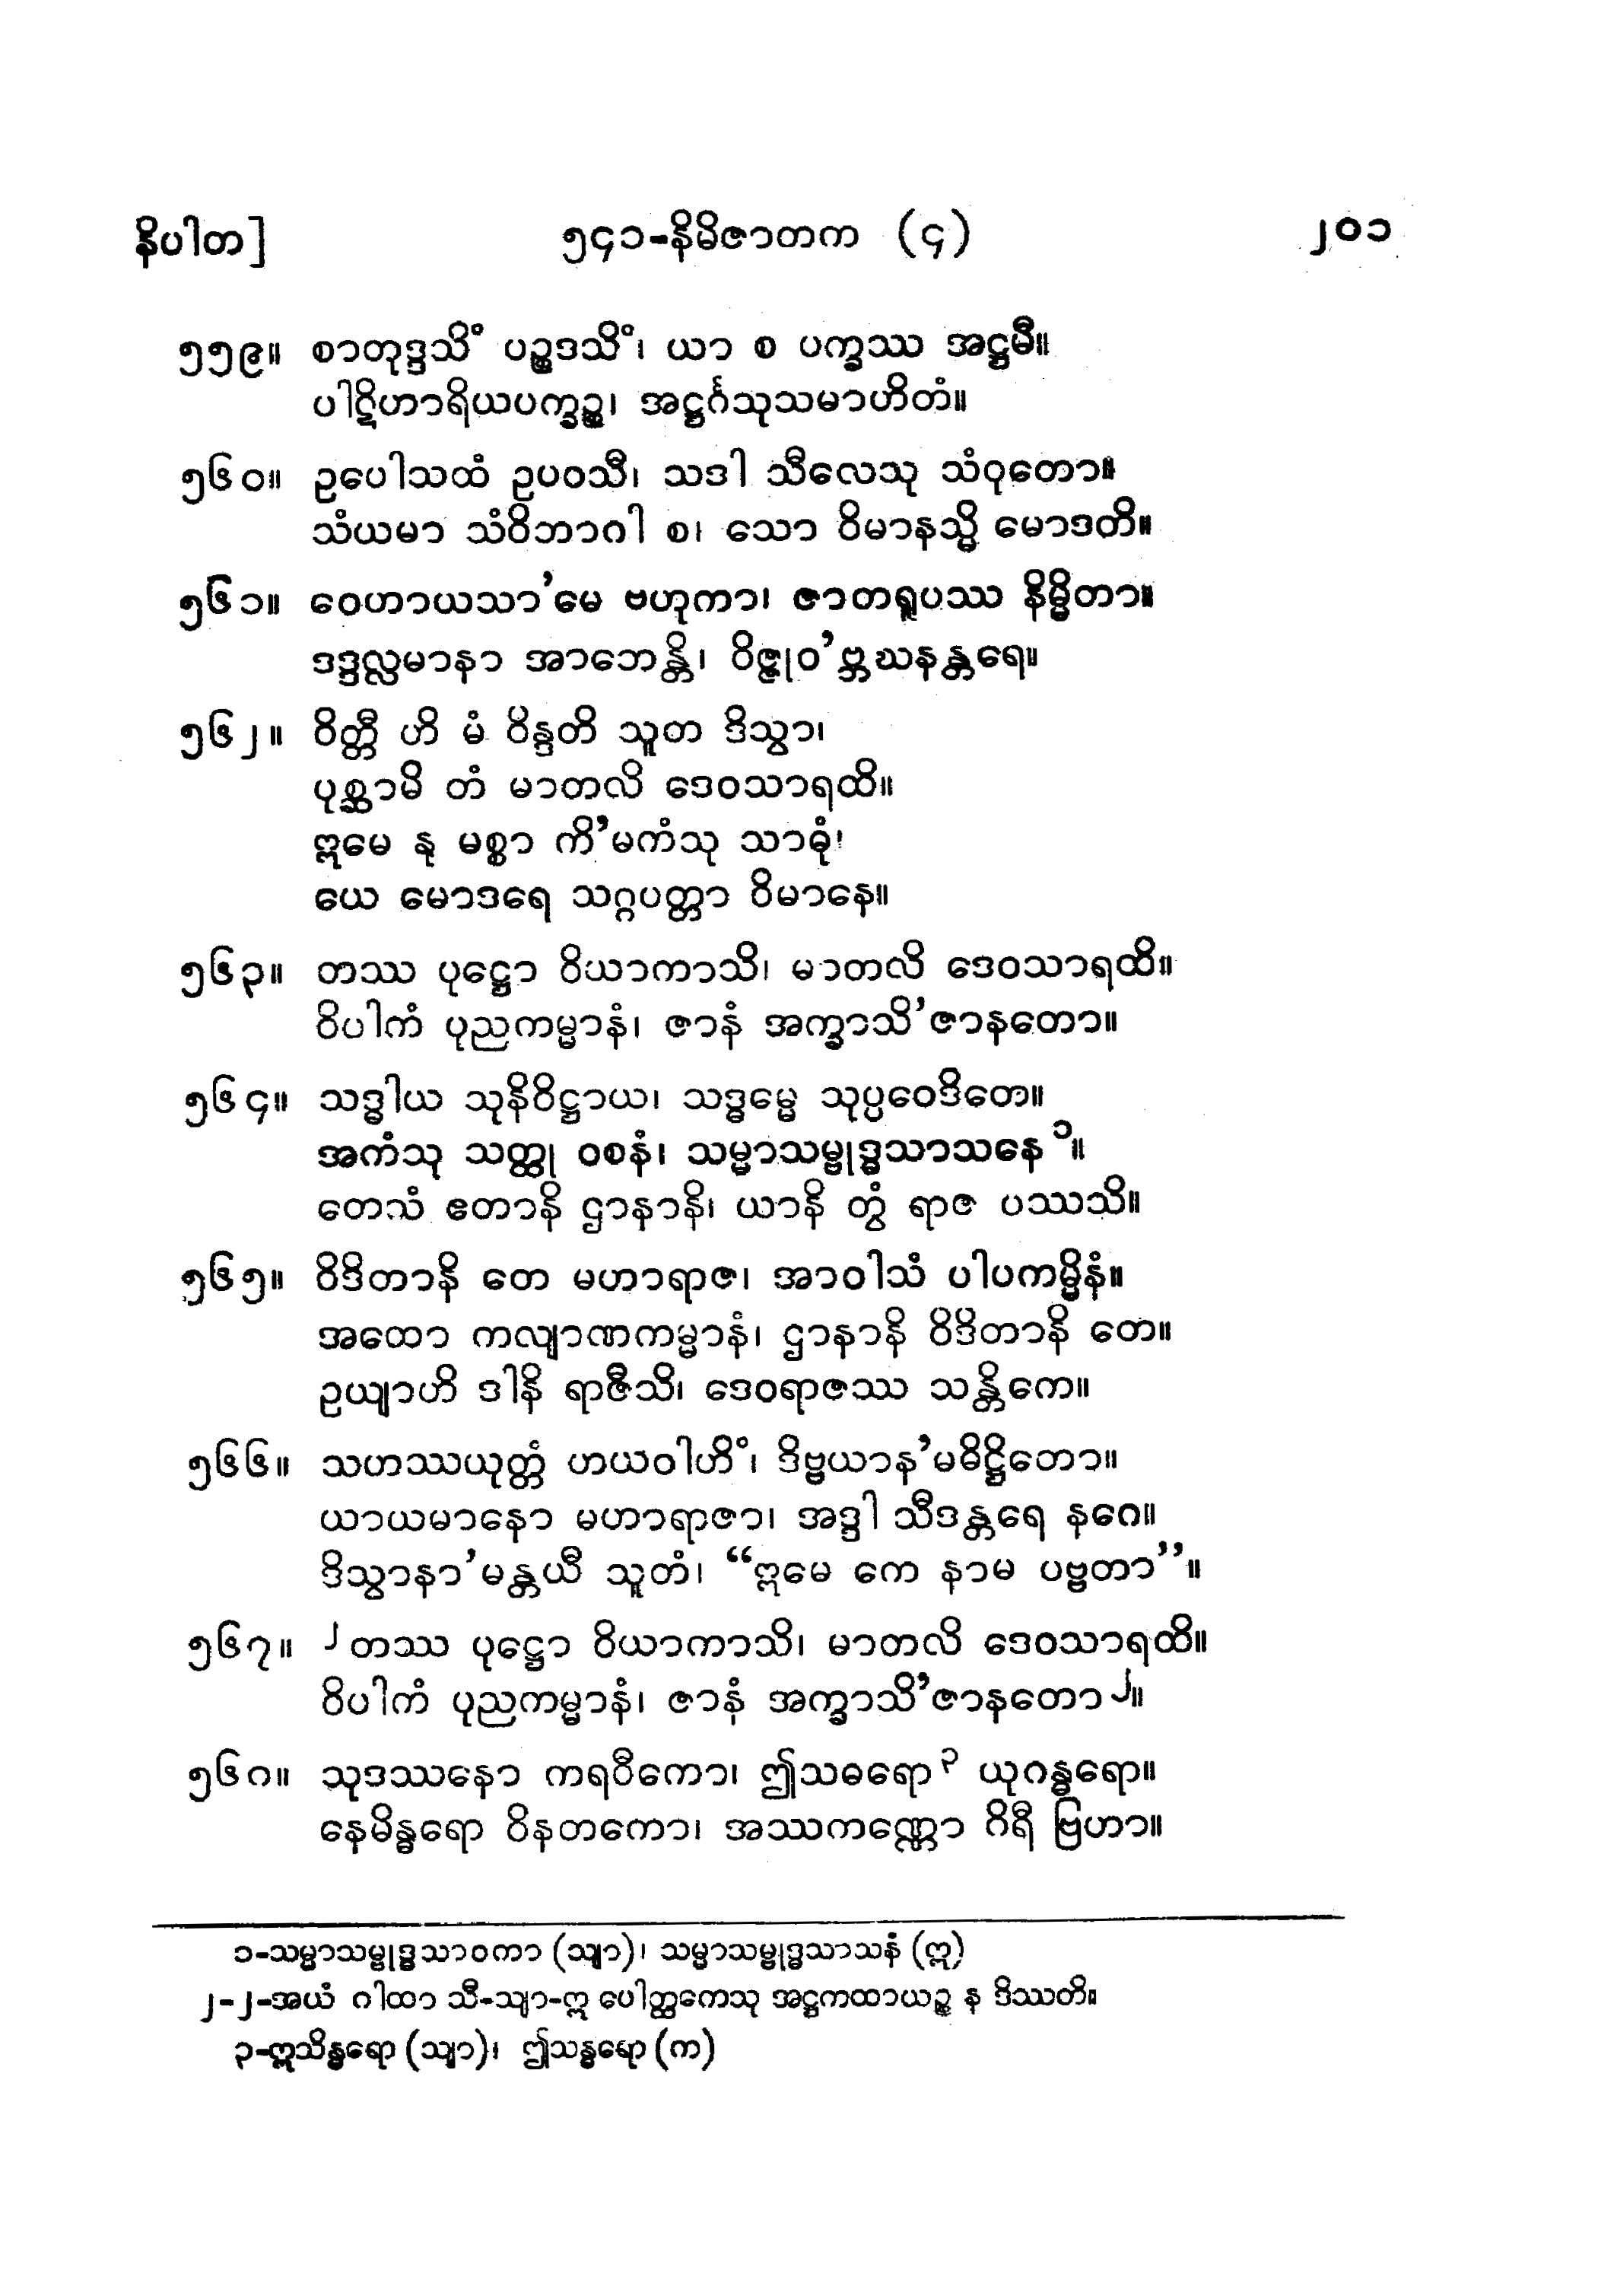 နိပါတ] ၅၄၁-နိမိဇာတက (၄) ၂၀၁
၅၅၉။ စာတုဒ္ဒသိံ ပဉ္စဒသိံ၊ ယာ စ ပက္ခဿ အဋ္ဌမီ။
ပါဋိဟာရိယပက္ခဉ္စ၊ အဋ္ဌင်္ဂသုသမာဟိတံ။
၅၆၀။ ဥပေါသထံ ဥပဝသီ၊ သဒါ သီလေသု သံဝုတော။
သံယမာ သံဝိဘာဂါ စ၊ သော ဝိမာနသ္မိ မောဒတိ။
၅၆၁။ ဝေဟာယသာ’မေ ဗဟုကာ၊ ဇာတရူပဿ နိမ္မိတာ။
ဒဒ္ဒလ္လမာနာ အာဘေန္တိ၊ ဝိဇ္ဇုဝ’ဗ္ဘဃနန္တရေ။
၅၆၂။ ဝိတ္တီ ဟိ မံ ဝိန္ဒတိ သူတ ဒိသွာ၊
ပုစ္ဆာမိ တံ မာတလိ ဒေဝသာရထိ။
ဣမေ နု မစ္စာ ကိ’မကံသု သာဓုံ၊
ယေ မောဒရေ သဂ္ဂပတ္တာ ဝိမာနေ။
၅၆၃။ တဿ ပုဋ္ဌော ဝိယာကာသိ၊ မာတလိ ဒေဝသာရထိ။
ဝိပါကံ ပုညကမ္မာနံ၊ ဇာနံ အက္ခာသိ’ဇာနတော။
၅၆၄။ သဒ္ဓါယ သုနိဝိဋ္ဌာယ၊ သဒ္ဓမ္မေ သုပ္ပဝေဒိတေ။
အကံသု သတ္ထု ဝစနံ၊ သမ္မာသမ္ဗုဒ္ဓသာသနေ ၁။
တေသံ ဧတာနိ ဌာနာနိ၊ ယာနိ တွံ ရာဇ ပဿသိ။
၅၆၅။ ဝိဒိတာနိ တေ မဟာရာဇ၊ အာဝါသံ ပါပကမ္မိနံ။
အထော ကလျာဏကမ္မာနံ၊ ဌာနာနိ ဝိဒိတာနိ တေ။
ဥယျာဟိ ဒါနိ ရာဇီသိ၊ ဒေဝရာဇဿ သန္တိကေ။
၅၆၆။ သဟဿယုတ္တံ ဟယဝါဟိံ၊ ဒိဗ္ဗယာန’မဓိဋ္ဌိတော။
ယာယမာနော မဟာရာဇာ၊ အဒ္ဒါ သီဒန္တရေ နဂေ။
ဒိသွာနာ’မန္တယီ သူတံ၊ “ဣမေ ကေ နာမ ပဗ္ဗတာ”။
၅၆၇။ ၂ တဿ ပုဋ္ဌော ဝိယာကာသိ၊ မာတလိ ဒေဝသာရထိ။
ဝိပါကံ ပုညကမ္မာနံ၊ ဇာနံ အက္ခာသိ’ဇာနတော ၂။
၅၆၈။ သုဒဿနော ကရဝီကော၊ ဤသဓရော ၃ ယုဂန္ဓရော။
နေမိန္ဓရော ဝိနတကော၊ အဿကဏ္ဏော ဂိရီ ဗြဟာ။
၁-သမ္မာသမ္ဗုဒ္ဓသာဝကာ (သျာ)၊ သမ္မာသမ္ဗုဒ္ဓသာသနံ (ဣ)
၂-၂-အယံ ဂါထာ သီ-သျာ-ဣ ပေါတ္ထကေသု အဋ္ဌကထာယဉ္စ န ဒိဿတိ။
၃-ဣသိန္ဓရော (သျာ)၊ ဤသန္ဓရော (က)